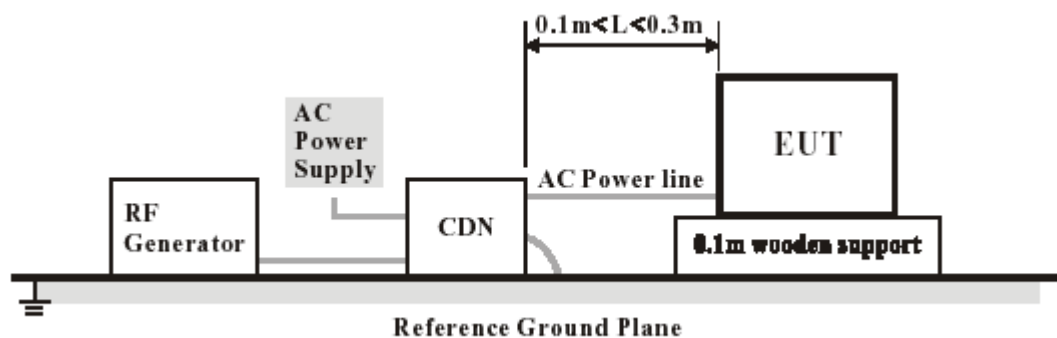 0.1m<L<0.3m
AC
Power
Supply
EUT
AC Power line
RF
Generator
CDN
0.1m wooden support
Reference Ground Plane